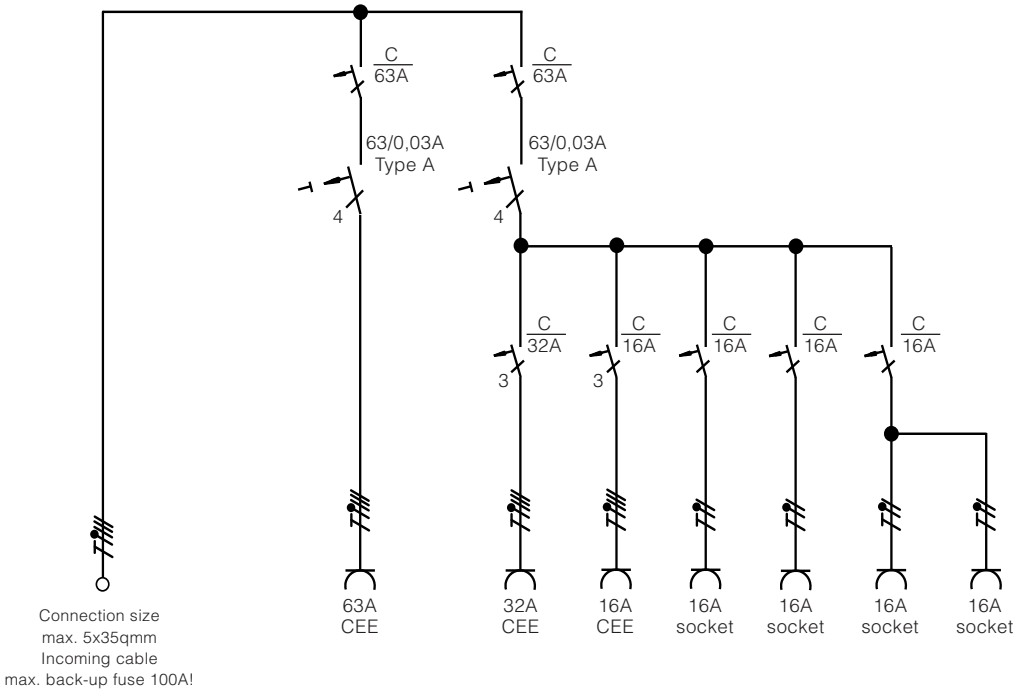 C
63A
C
63A
63/0,03A
Type A
63/0,03A
Type A
4
4
C
32A
C
16A
C
16A
C
16A
C
16A
3
3
63A
CEE
32A
CEE
16A
CEE
16A
socket
16A
socket
16A
socket
16A
socket
Connection size
max. 5x35qmm
Incoming cable
max. back-up fuse 100A!